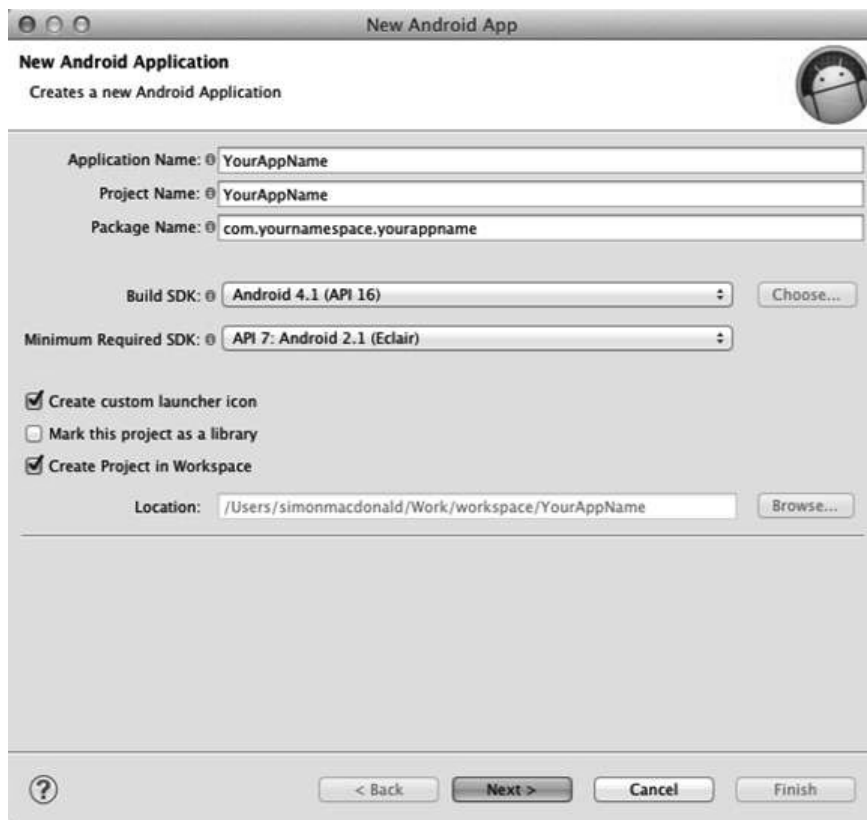 New Android App
New Android Application
Creates a new Android Application
Application Name: YourAppName
Project Name: YourAppName
Package Name: com.yournamespace.yourappname
Build SDK: Android 4.1 (API 16) Choose...
Minimum Required SDK: API 7: Android 2.1 (Eclair)
Create custom launcher icon
Mark this project as a library
Create Project in Workspace
Location: /Users/simonmacdonald/Work/workspace/YourAppName Browse...
? < Back Next > Cancel Finish